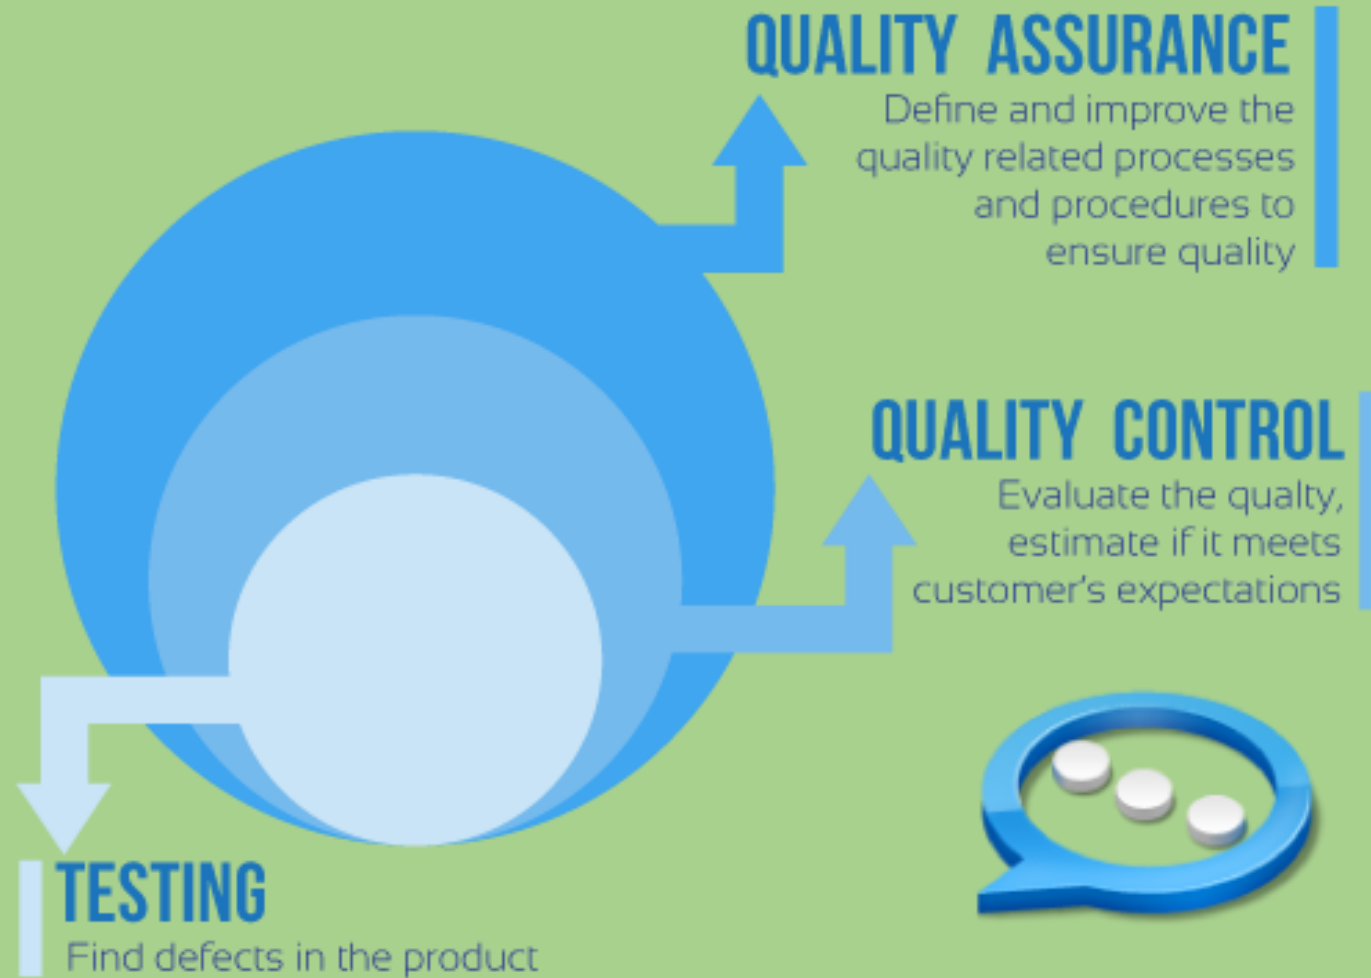 QUALITY ASSURANCE
Define and improve the
quality related processes
and procedures to
ensure quality
QUALITY CONTROL
Evaluate the qualty,
estimate if it meets
customer's expectations
TESTING
Find defects in the product